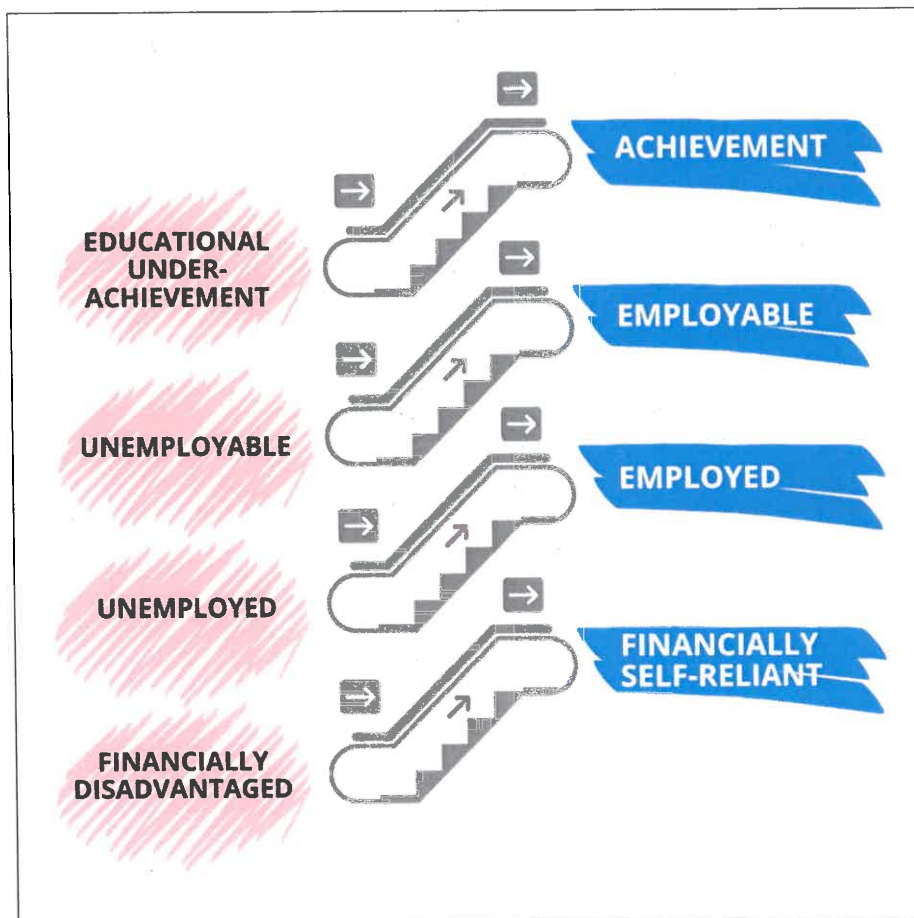 ACHIEVEMENT
EDUCATIONAL
UNDER-
ACHIEVEMENT
EMPLOYABLE
UNEMPLOYABLE
EMPLOYED
UNEMPLOYED
FINANCIALLY
SELF-RELIANT
FINANCIALLY
DISADVANTAGED